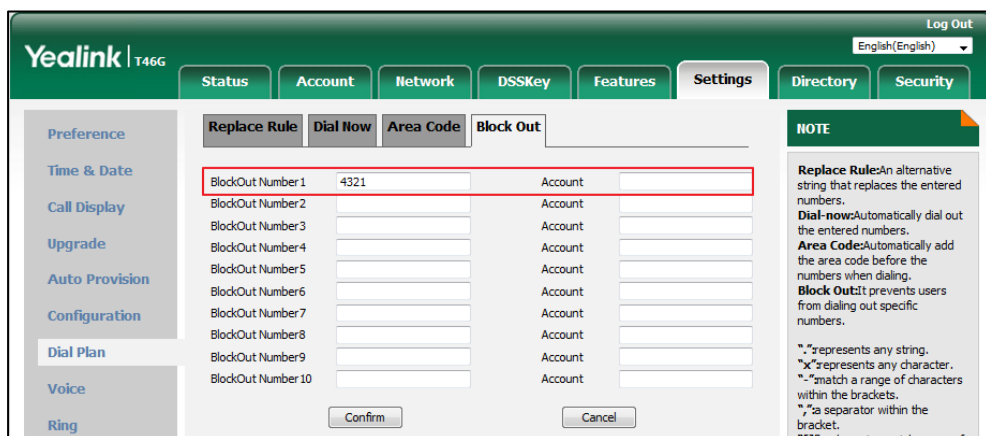 Log Out
Yealink | T46G
English(English)
Status Account Network DSSKey Features Settings Directory Security
Preference
Time & Date
Call Display
Upgrade
Auto Provision
Configuration
Dial Plan
Voice
Ring
Replace Rule Dial Now Area Code Block Out
BlockOut Number1 4321 Account
BlockOut Number2 Account
BlockOut Number3 Account
BlockOut Number4 Account
BlockOut Number5 Account
BlockOut Number6 Account
BlockOut Number7 Account
BlockOut Number8 Account
BlockOut Number9 Account
BlockOut Number10 Account
Confirm Cancel
NOTE
Replace Rule:An alternative
string that replaces the entered
numbers.
Dial-now:Automatically dial out
the entered numbers.
Area Code:Automatically add
the area code before the
numbers when dialing.
Block Out:It prevents users
from dialing out specific
numbers.
".":represents any string.
"x":represents any character.
"-":match a range of characters
within the brackets.
",":a separator within the
bracket.